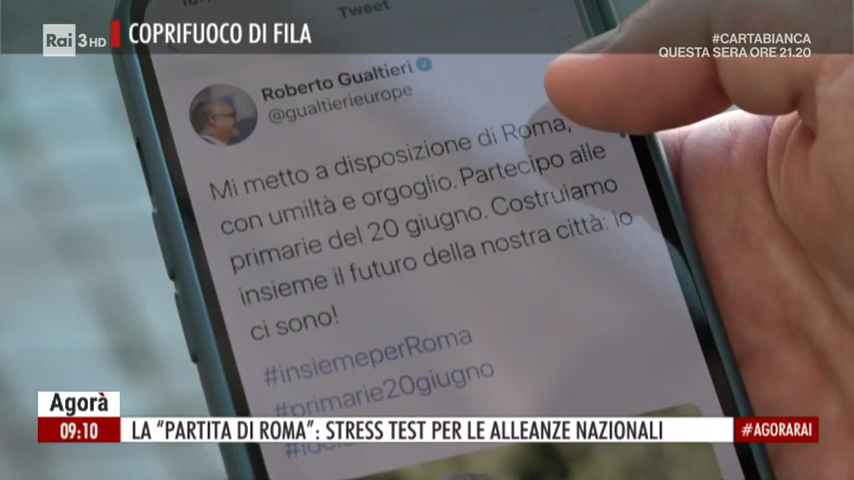 Tweet
Rai 3 HD
COPRIFUOCO DI FILA
#CARTABIANCA
QUESTA SERA ORE 21.20
Roberto Gualtieri
@gualtierieurope
Mi metto a disposizione di Roma,
con umiltà e orgoglio. Partecipo alle
primarie del 20 giugno. Costruiamo
insieme il futuro della nostra città: Io
ci sono!
#insiemeperRoma
#primarie20giugno
Agorà
09:10
LA “PARTITA DI ROMA”: STRESS TEST PER LE ALLEANZE NAZIONALI
#AGORARAI